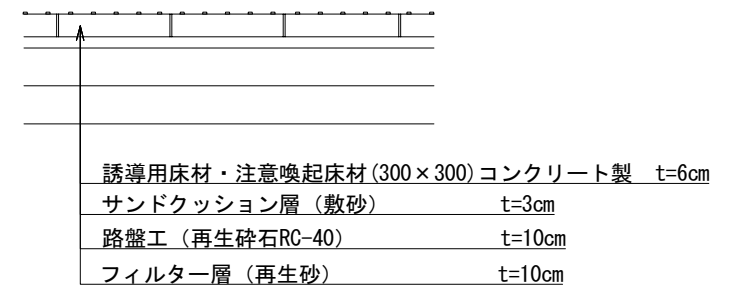 誘導用床材・注意喚起床材(300×300)コンクリート製　t=6cm
サンドクッション層（敷砂）　t=3cm
路盤工（再生砕石RC-40）　t=10cm
フィルター層（再生砂）　t=10cm